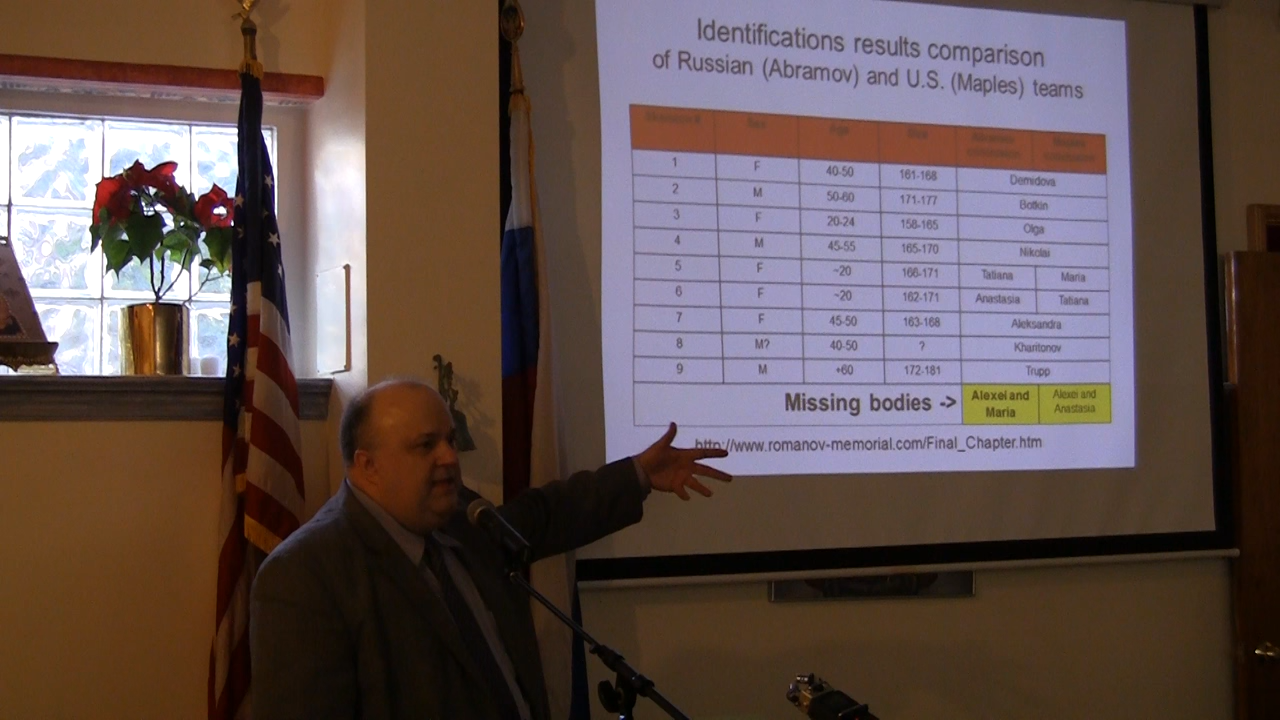 Identifications results comparison
of Russian (Abramov) and U.S. (Maples) teams
1 F 40-50 161-168 Demidova
2 M 50-60 171-177 Botkin
3 F 20-24 158-165 Olga
4 M 45-55 165-170 Nikolai
5 F ~20 166-171 Tatiana Maria
6 F ~20 162-171 Anastasia Tatiana
7 F 45-50 163-168 Aleksandra
8 M? 40-50 ? Kharitonov
9 M +60 172-181 Trupp
Missing bodies -> Alexei and Maria Alexei and Anastasia
http://www.romanov-memorial.com/Final_Chapter.htm